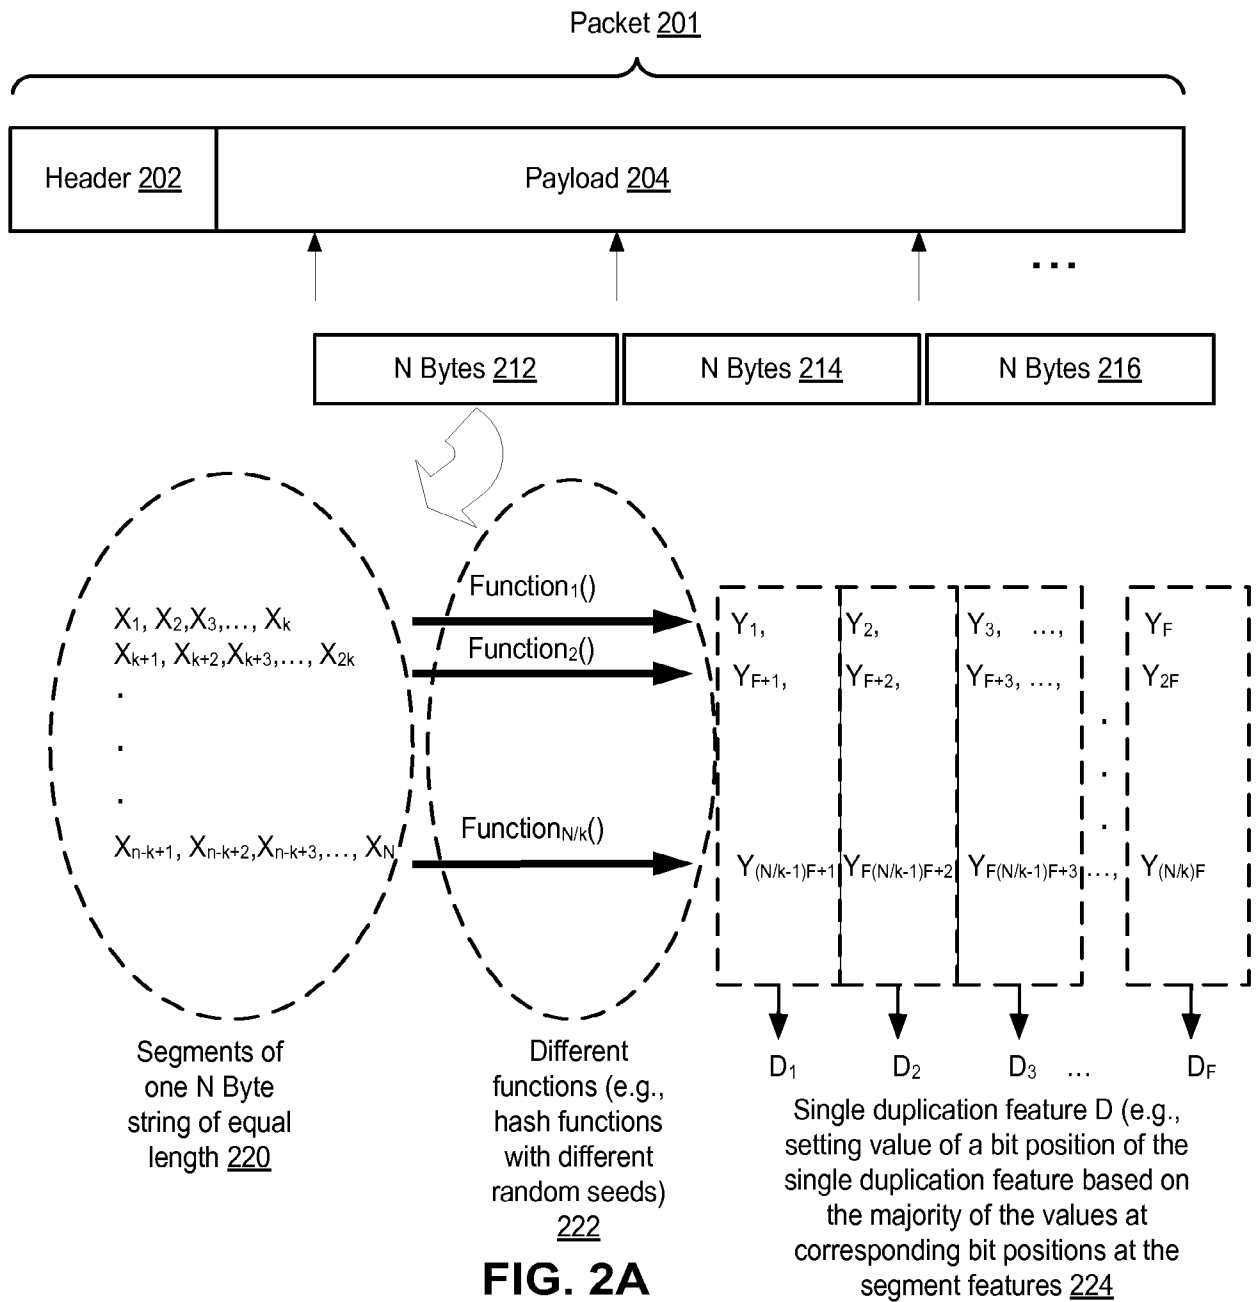 Packet 201
Header 202
Payload 204
...
N Bytes 212
N Bytes 214
N Bytes 216
X1, X2,X3,..., Xk
Xk+1, Xk+2,Xk+3,..., X2k
.
.
.
Xn-k+1, Xn-k+2,Xn-k+3,..., XN
Function1()
Function2()
FunctionN/k()
Y1, Y2, Y3, ..., YF
YF+1, YF+2, YF+3, ..., Y2F
.
.
.
Y(N/k-1)F+1 YF(N/k-1)F+2 YF(N/k-1)F+3 ..., Y(N/k)F
D1 D2 D3 ... DF
Segments of
one N Byte
string of equal
length 220
Different
functions (e.g.,
hash functions
with different
random seeds)
222
Single duplication feature D (e.g.,
setting value of a bit position of the
single duplication feature based on
the majority of the values at
corresponding bit positions at the
segment features 224
FIG. 2A